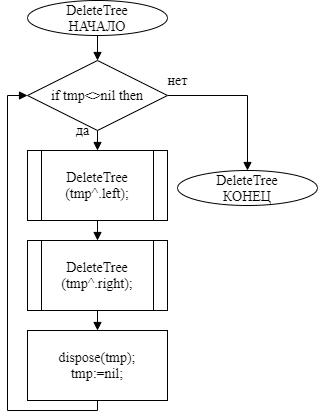 DeleteTree
НАЧАЛО
if tmp<>nil then
нет
да
DeleteTree
(tmp^.left);
DeleteTree
КОНЕЦ
DeleteTree
(tmp^.right);
dispose(tmp);
tmp:=nil;